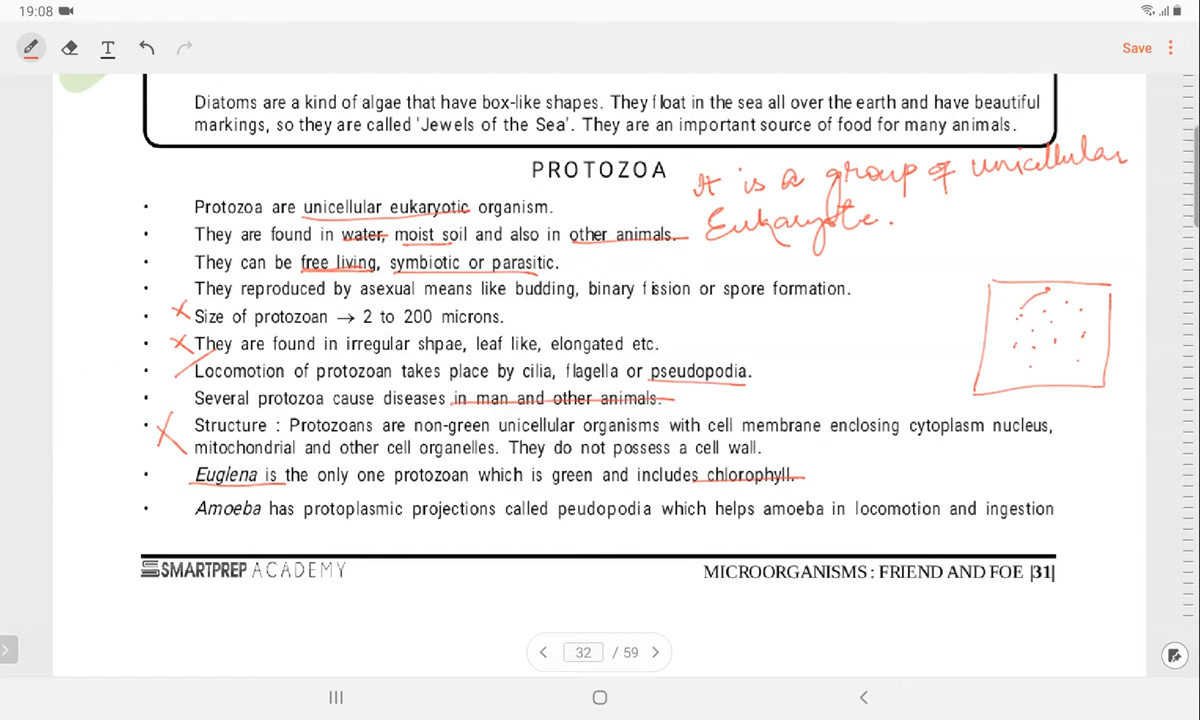 19:08
T
Save
Diatoms are a kind of algae that have box-like shapes. They float in the sea all over the earth and have beautiful
markings, so they are called 'Jewels of the Sea'. They are an important source of food for many animals.
PROTOZOA
It is a group of unicellular
Eukaryote.
• Protozoa are unicellular eukaryotic organism.
• They are found in water, moist soil and also in other animals.
• They can be free living, symbiotic or parasitic.
• They reproduced by asexual means like budding, binary fission or spore formation.
• Size of protozoan → 2 to 200 microns.
• They are found in irregular shpae, leaf like, elongated etc.
• Locomotion of protozoan takes place by cilia, flagella or pseudopodia.
• Several protozoa cause diseases in man and other animals.
• Structure : Protozoans are non-green unicellular organisms with cell membrane enclosing cytoplasm nucleus,
mitochondrial and other cell organelles. They do not possess a cell wall.
• Euglena is the only one protozoan which is green and includes chlorophyll.
• Amoeba has protoplasmic projections called peudopodia which helps amoeba in locomotion and ingestion
SMARTPREP ACADEMY MICROORGANISMS : FRIEND AND FOE |31|
32 / 59